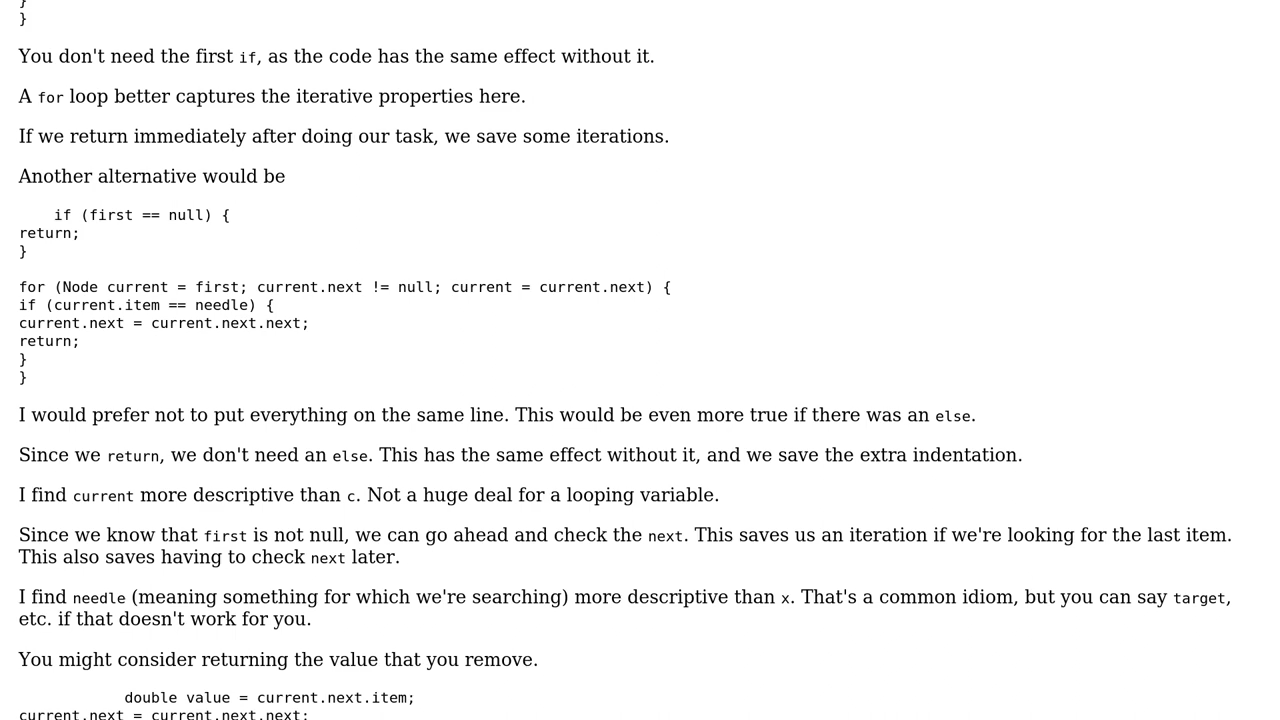 }
}
You don't need the first if, as the code has the same effect without it.
A for loop better captures the iterative properties here.
If we return immediately after doing our task, we save some iterations.
Another alternative would be
    if (first == null) {
return;
}
for (Node current = first; current.next != null; current = current.next) {
if (current.item == needle) {
current.next = current.next.next;
return;
}
}
I would prefer not to put everything on the same line. This would be even more true if there was an else.
Since we return, we don't need an else. This has the same effect without it, and we save the extra indentation.
I find current more descriptive than c. Not a huge deal for a looping variable.
Since we know that first is not null, we can go ahead and check the next. This saves us an iteration if we're looking for the last item.
This also saves having to check next later.
I find needle (meaning something for which we're searching) more descriptive than x. That's a common idiom, but you can say target,
etc. if that doesn't work for you.
You might consider returning the value that you remove.
            double value = current.next.item;
current.next = current.next.next;